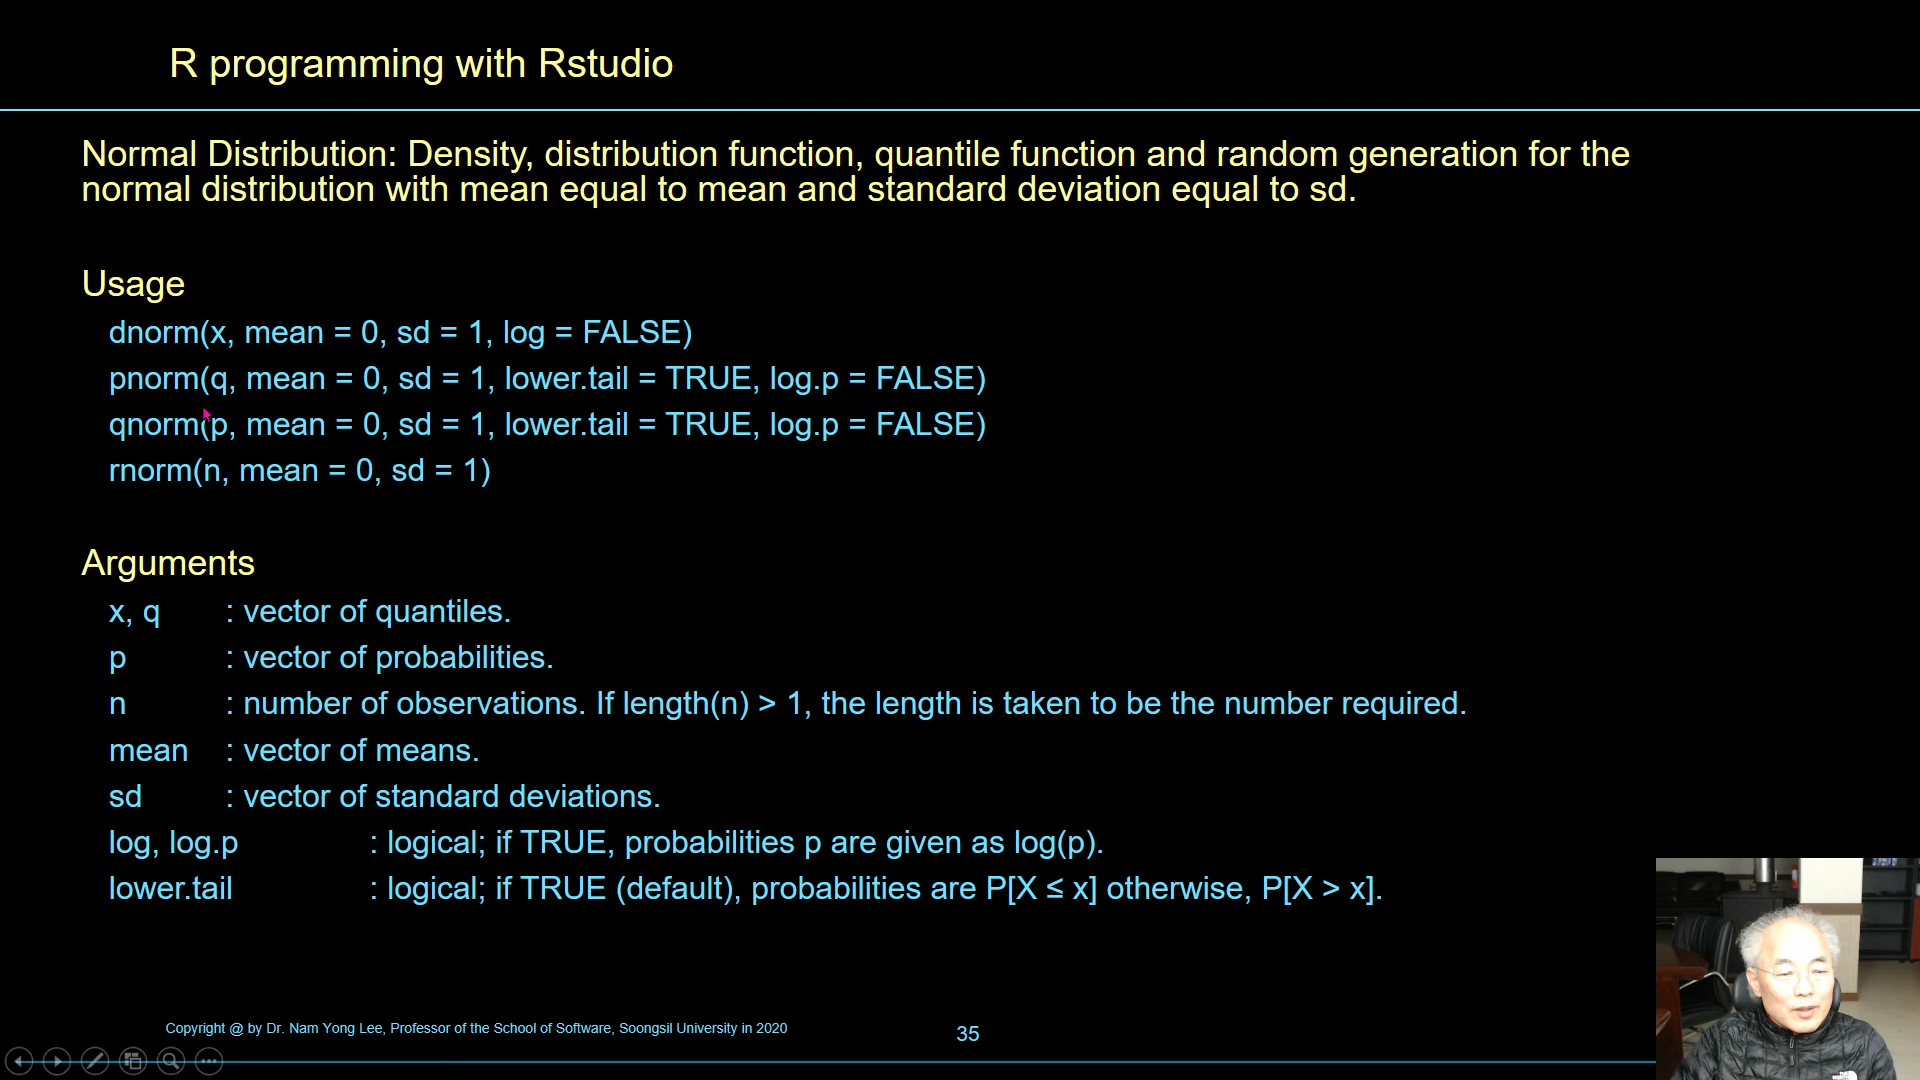 R programming with Rstudio
Normal Distribution: Density, distribution function, quantile function and random generation for the
normal distribution with mean equal to mean and standard deviation equal to sd.
Usage
dnorm(x, mean = 0, sd = 1, log = FALSE)
pnorm(q, mean = 0, sd = 1, lower.tail = TRUE, log.p = FALSE)
qnorm(p, mean = 0, sd = 1, lower.tail = TRUE, log.p = FALSE)
rnorm(n, mean = 0, sd = 1)
Arguments
x, q : vector of quantiles.
p : vector of probabilities.
n : number of observations. If length(n) > 1, the length is taken to be the number required.
mean : vector of means.
sd : vector of standard deviations.
log, log.p : logical; if TRUE, probabilities p are given as log(p).
lower.tail : logical; if TRUE (default), probabilities are P[X ≤ x] otherwise, P[X > x].
Copyright @ by Dr. Nam Yong Lee, Professor of the School of Software, Soongsil University in 2020
35